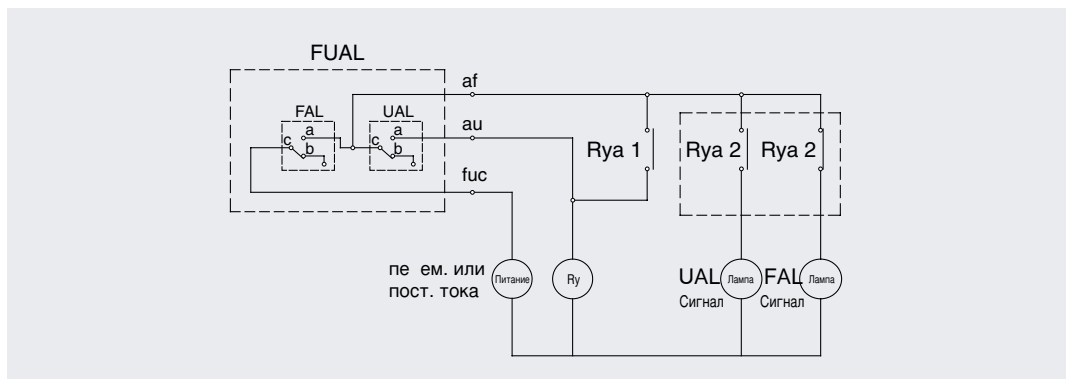 FUAL
af
FAL
UAL
a
a
au
c
b
c
b
Rya 1
Rya 2
Rya 2
fuc
пе ем. или
пост. тока
Питание
Ry
UAL
Лампа
FAL
Лампа
Сигнал
Сигнал